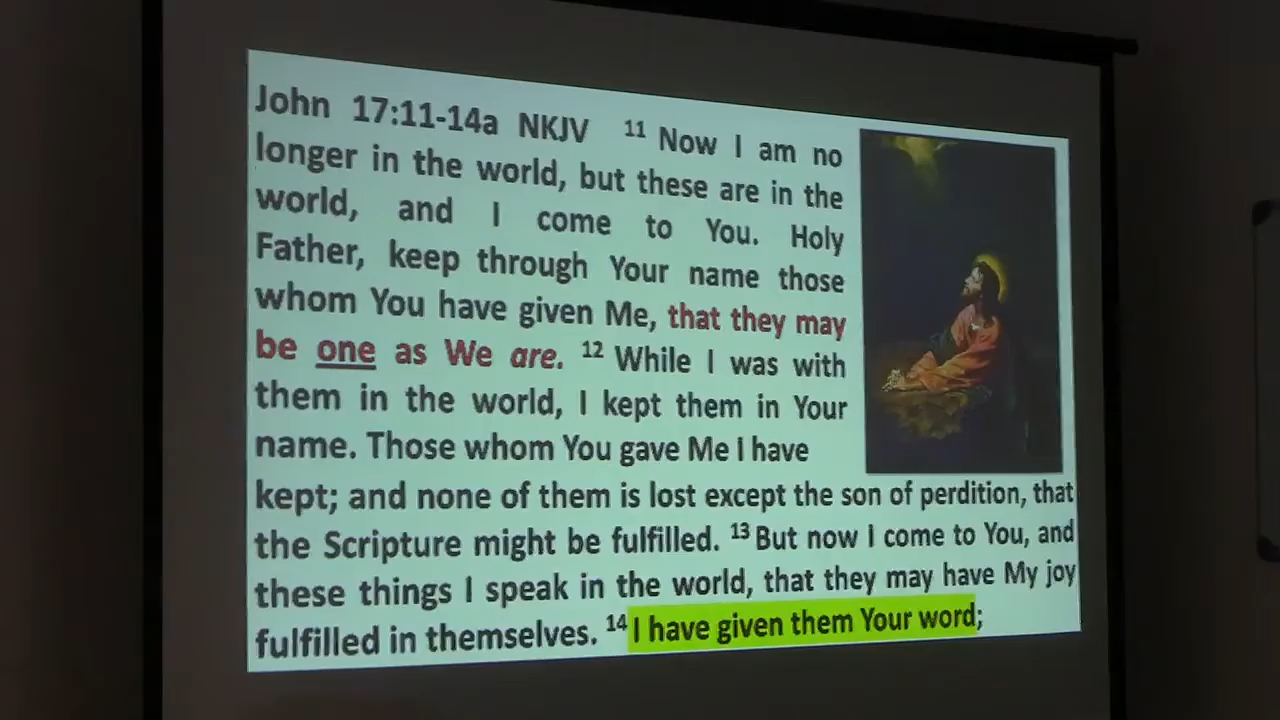 John 17:11-14a NKJV 11 Now I am no
longer in the world, but these are in the
world, and I come to You. Holy
Father, keep through Your name those
whom You have given Me, that they may
be one as We are. 12 While I was with
them in the world, I kept them in Your
name. Those whom You gave Me I have
kept; and none of them is lost except the son of perdition, that
the Scripture might be fulfilled. 13 But now I come to You, and
these things I speak in the world, that they may have My joy
fulfilled in themselves. 14 I have given them Your word;